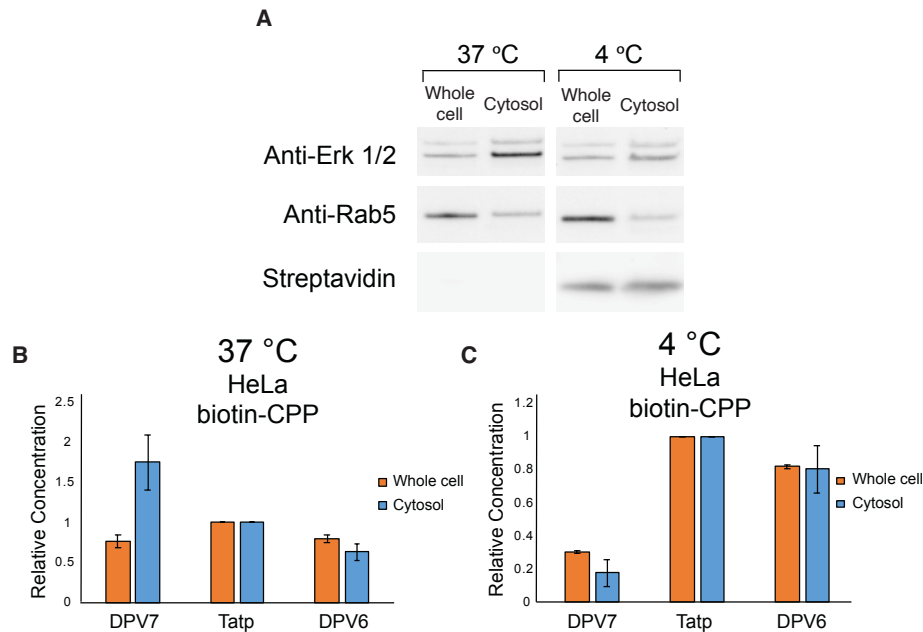 A
37 °C
4 °C
Whole cell
Cytosol
Whole cell
Cytosol
Anti-Erk 1/2
Anti-Rab5
Streptavidin
B
37 °C
HeLa
biotin-CPP
Relative Concentration
2.5
2
1.5
1
0.5
0
Whole cell
Cytosol
DPV7
Tatp
DPV6
C
4 °C
HeLa
biotin-CPP
Relative Concentration
1.2
1
0.8
0.6
0.4
0.2
0
Whole cell
Cytosol
DPV7
Tatp
DPV6